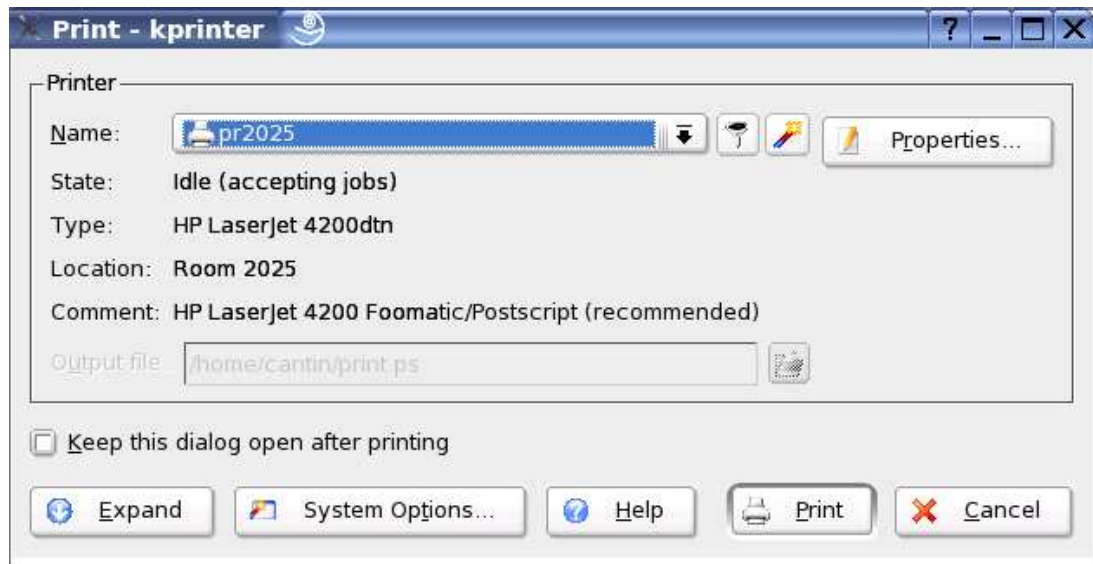 Print - kprinter
Printer
Name: pr2025 Properties...
State: Idle (accepting jobs)
Type: HP LaserJet 4200dtn
Location: Room 2025
Comment: HP LaserJet 4200 Foomatic/Postscript (recommended)
Output file /home/cantin/print.ps
Keep this dialog open after printing
Expand System Options... Help Print Cancel